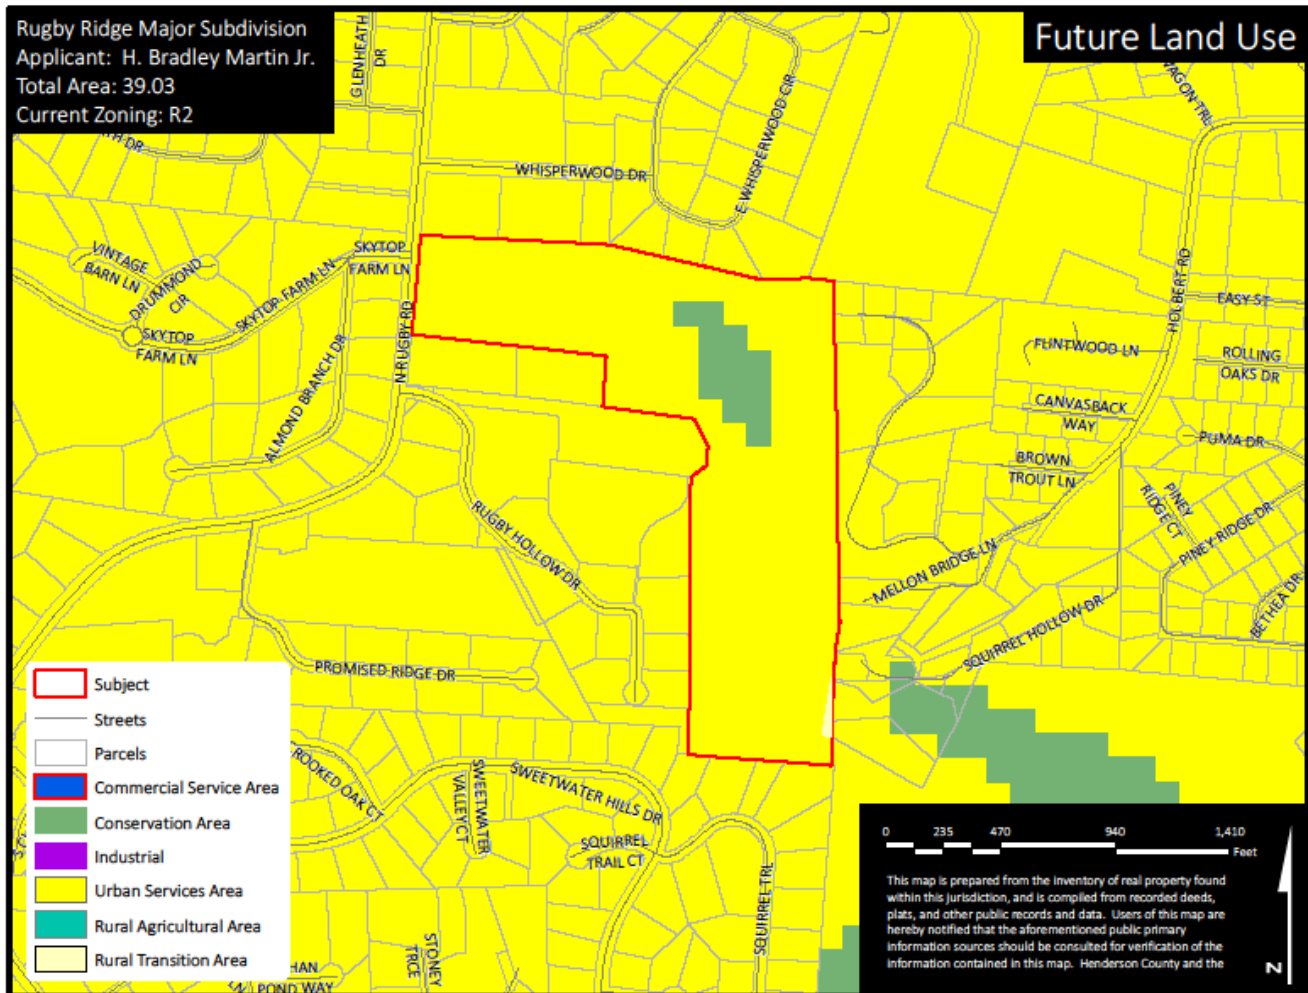 Rugby Ridge Major Subdivision
Applicant: H. Bradley Martin Jr.
Total Area: 39.03
Current Zoning: R2
Future Land Use
GLENHEATH
DR
TH DR
WHISPERWOOD DR
E WHISPERWOOD CIR
WAGON TRL
VINTAGE
BARN LN
DRUMMOND
CIR
SKYTOP
FARM LN
SKYTOP FARM LN
SKYTOP
FARM LN
N RUGBY RD
ALMOND BRANCH DR
HOLBERT RD
EASY ST
FLINTWOOD LN
ROLLING
OAKS DR
CANVASBACK
WAY
PUMA DR
BROWN
TROUT LN
PINEY
RIDGE CT
PINEY RIDGE DR
BETHEA DR
RUGBY HOLLOW DR
MELLON BRIDGE LN
SQUIRREL HOLLOW DR
PROMISED RIDGE DR
ROOKED OAK CT
SWEETWATER
VALLEY CT
SWEETWATER HILLS DR
SQUIRREL
TRAIL CT
SQUIRREL TRL
STONEY
TRCE
HAN
POND WAY
Subject
Streets
Parcels
Commercial Service Area
Conservation Area
Industrial
Urban Services Area
Rural Agricultural Area
Rural Transition Area
0 235 470 940 1,410
Feet
This map is prepared from the inventory of real property found
within this jurisdiction, and is compiled from recorded deeds,
plats, and other public records and data. Users of this map are
hereby notified that the aforementioned public primary
information sources should be consulted for verification of the
information contained in this map. Henderson County and the
N